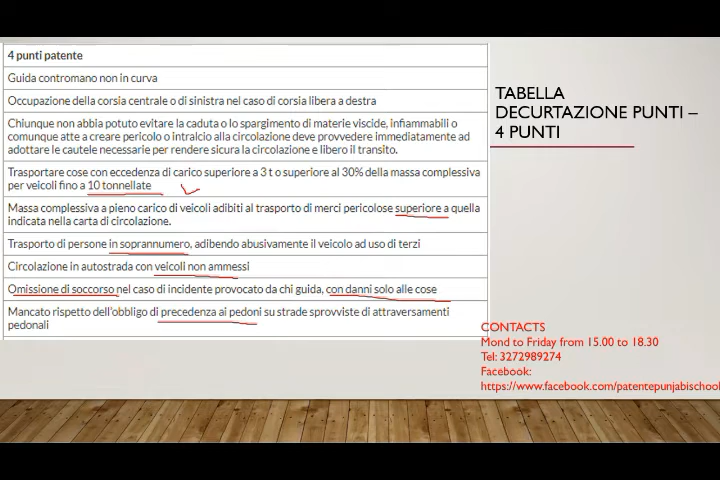 4 punti patente
Guida contromano non in curva
Occupazione della corsia centrale o di sinistra nel caso di corsia libera a destra
Chiunque non abbia potuto evitare la caduta o lo spargimento di materie viscide, infiammabili o
comunque atte a creare pericolo o intralcio alla circolazione deve provvedere immediatamente ad
adottare le cautele necessarie per rendere sicura la circolazione e libero il transito.
Trasportare cose con eccedenza di carico superiore a 3 t o superiore al 30% della massa complessiva
per veicoli fino a 10 tonnellate
Massa complessiva a pieno carico di veicoli adibiti al trasporto di merci pericolose superiore a quella
indicata nella carta di circolazione.
Trasporto di persone in soprannumero, adibendo abusivamente il veicolo ad uso di terzi
Circolazione in autostrada con veicoli non ammessi
Omissione di soccorso nel caso di incidente provocato da chi guida, con danni solo alle cose
Mancato rispetto dell'obbligo di precedenza ai pedoni su strade sprovviste di attraversamenti
pedonali
TABELLA
DECURTAZIONE PUNTI –
4 PUNTI
CONTACTS
Mond to Friday from 15.00 to 18.30
Tel: 3272989274
Facebook:
https://www.facebook.com/patentepunjabischool